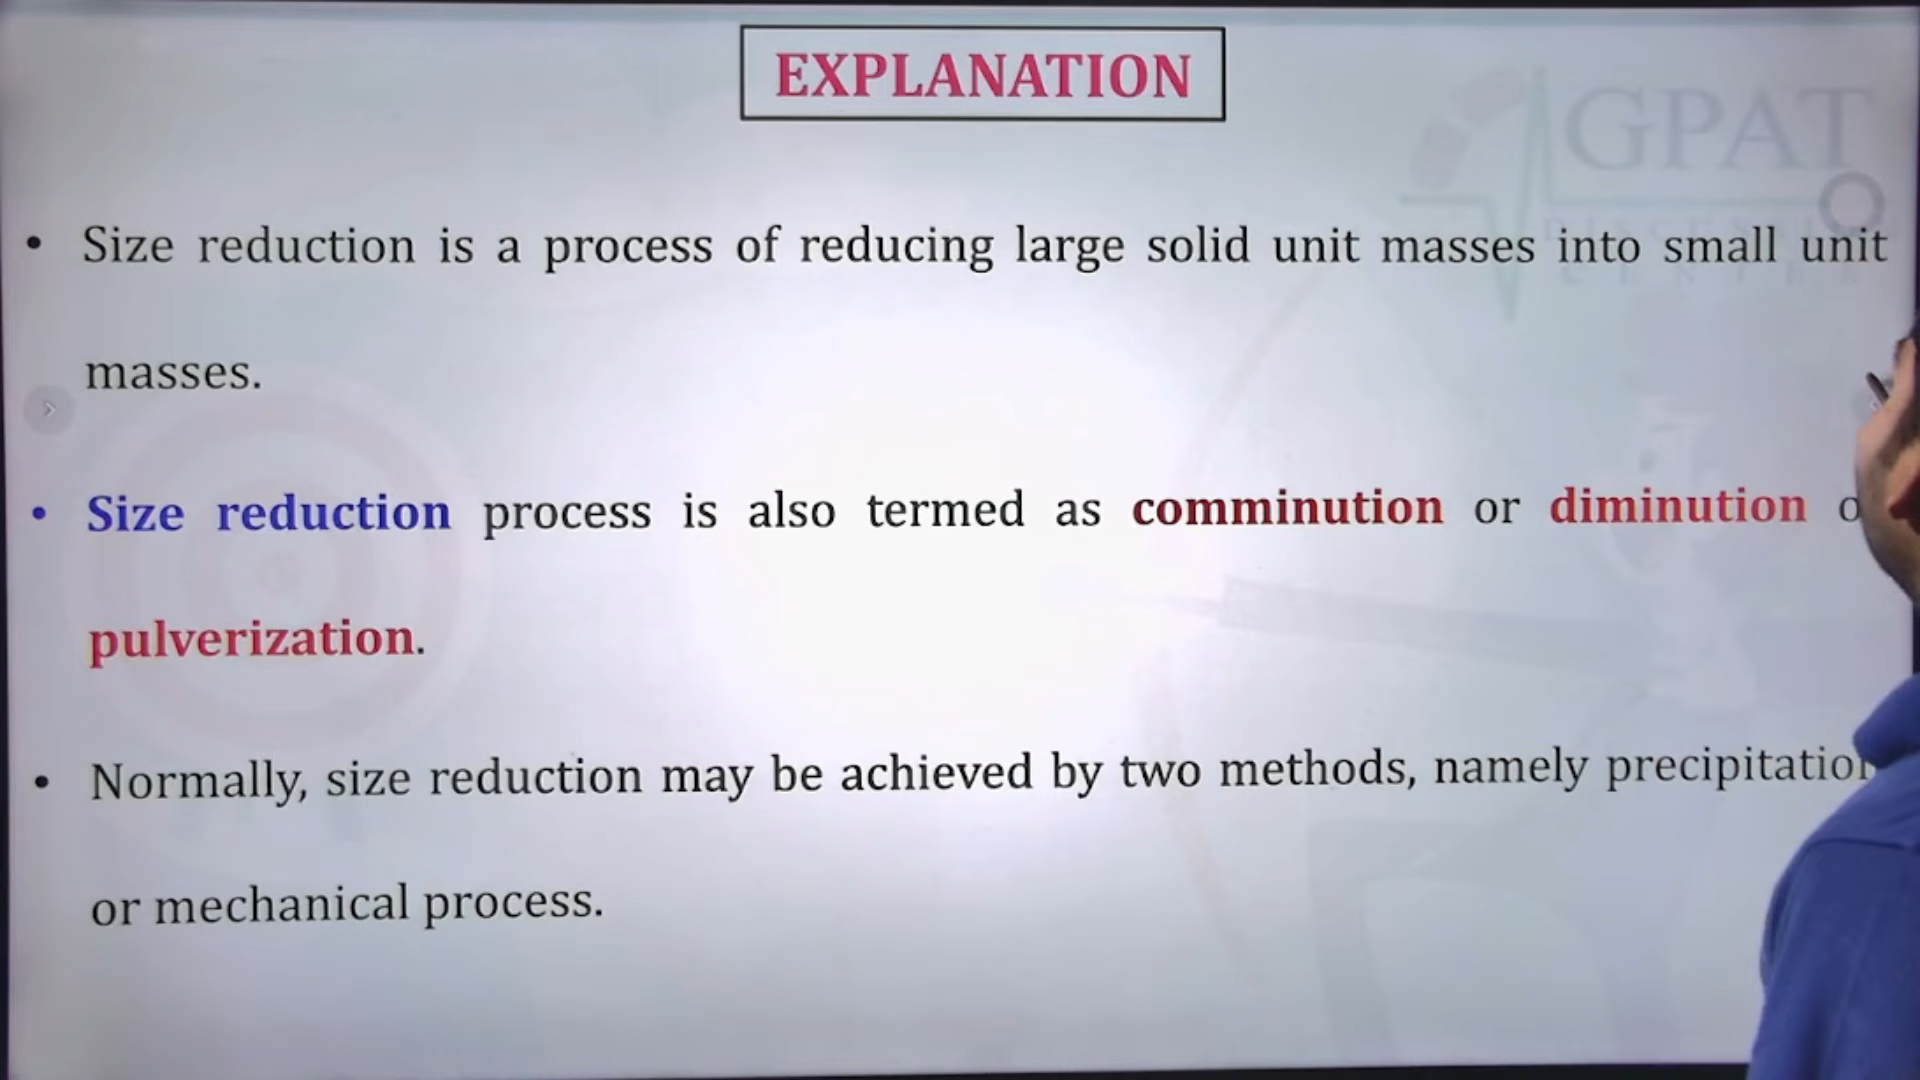 EXPLANATION
GPAT
• Size reduction is a process of reducing large solid unit masses into small unit
masses.
• Size reduction process is also termed as comminution or diminution
pulverization.
• Normally, size reduction may be achieved by two methods, namely
or mechanical process.